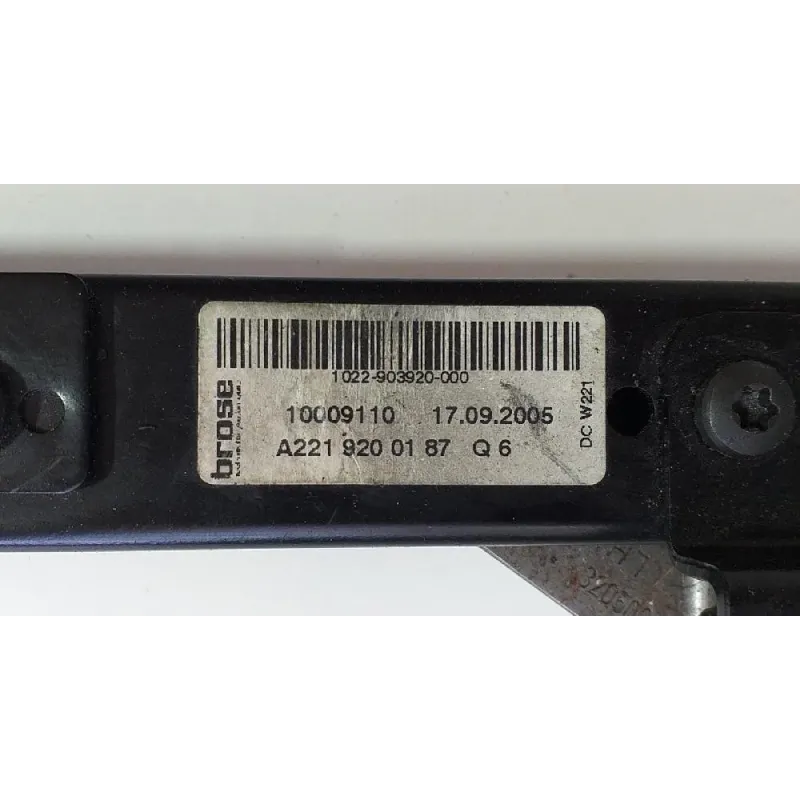 1022-903920-000
10009110 17.09.2005
A221 920 01 87 Q 6
brose
DC W221